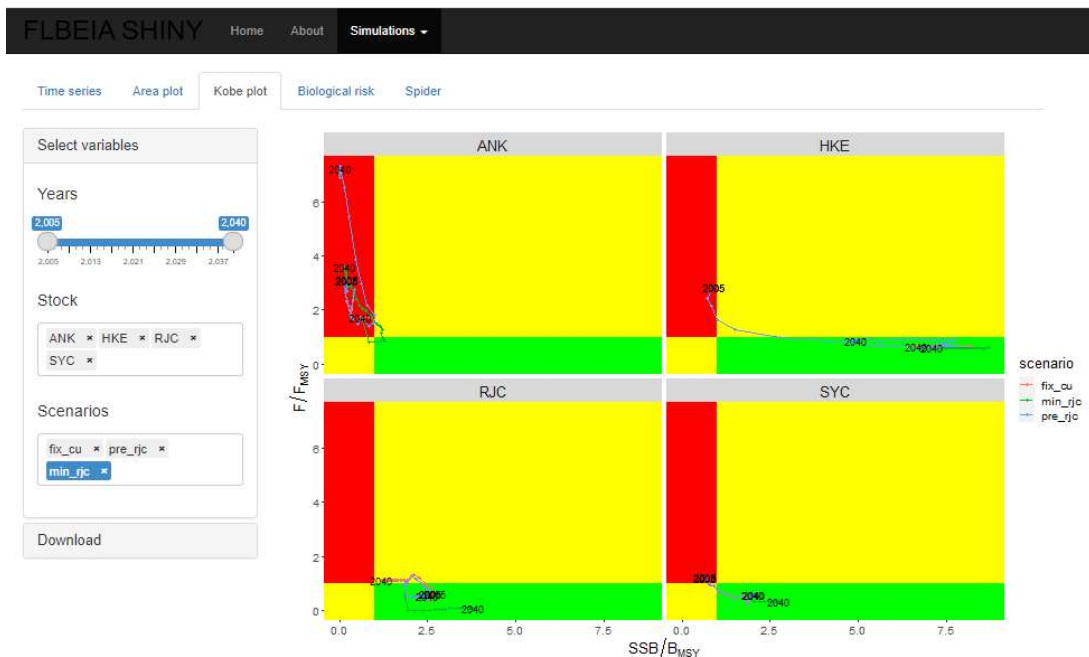 FLBEIA SHINY Home About Simulations
Time series Area plot Kobe plot Biological risk Spider
Select variables
Years
2,005 2,040
2,005 2,013 2,021 2,029 2,037
Stock
ANK × HKE × RJC ×
SYC ×
Scenarios
fix_cu × pre_rjc ×
min_rjc ×
Download
ANK
2040
2040
2005
2040
HKE
2005
2040
2040
2040
F/F_MSY
6
4
2
0
RJC
2040
2005
2040
2040
SYC
2005
2040
2040
6
4
2
0
0.0 2.5 5.0 7.5
0.0 2.5 5.0 7.5
SSB/B_MSY
scenario
fix_cu
min_rjc
pre_rjc